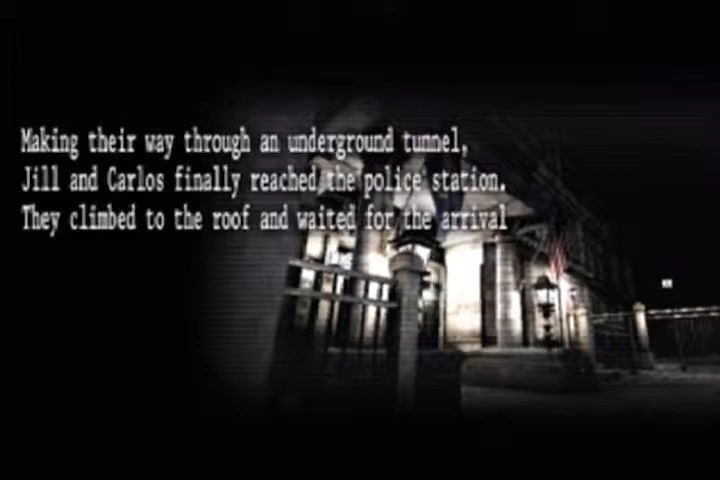 Making their way through an underground tunnel,
Jill and Carlos finally reached the police station.
They climbed to the roof and waited for the arrival